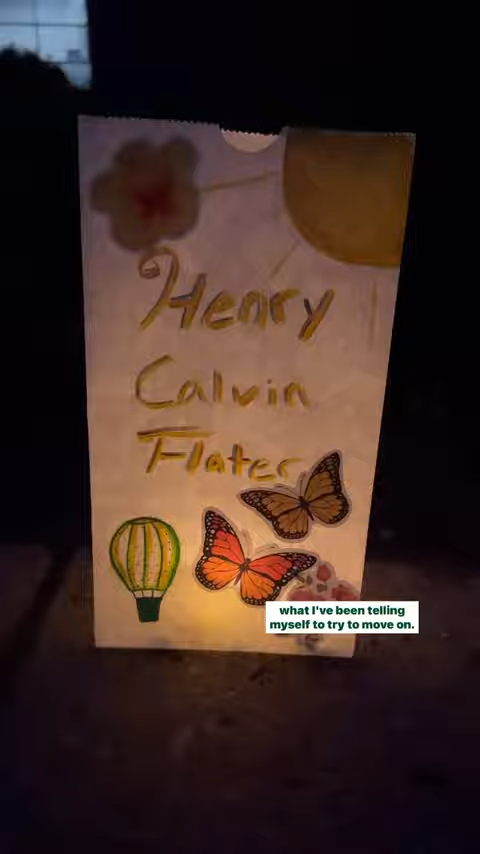 Henry
Calvin
Flater
what I've been telling
myself to try to move on.